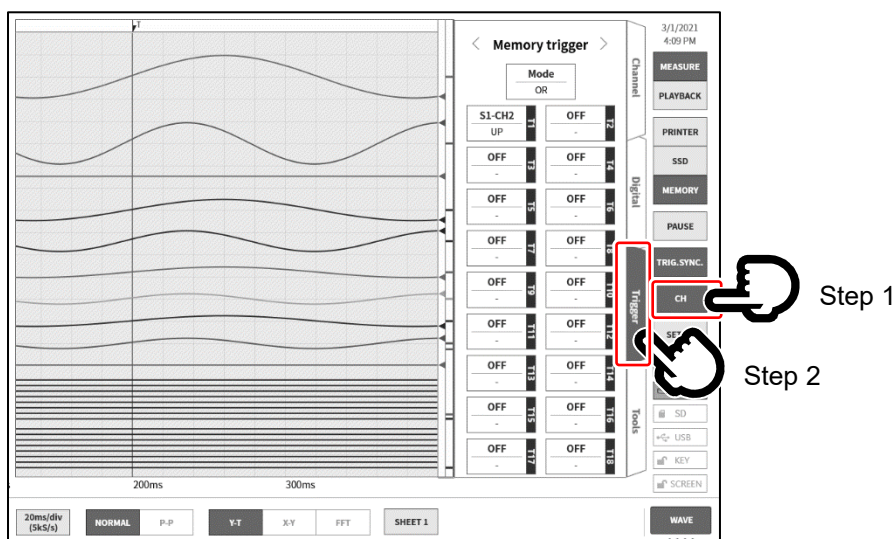 T
Memory trigger
Mode
OR
S1-CH2
UP
T1
OFF
-
T2
OFF
-
T3
OFF
-
T4
OFF
-
T5
OFF
-
T6
OFF
-
T7
OFF
-
T8
OFF
-
T9
OFF
-
T10
OFF
-
T11
OFF
-
T12
OFF
-
T13
OFF
-
T14
OFF
-
T15
OFF
-
T16
OFF
-
T17
OFF
-
T18
Channel
Digital
Trigger
Tools
3/1/2021
4:09 PM
MEASURE
PLAYBACK
PRINTER
SSD
MEMORY
PAUSE
TRIG.SYNC.
CH
Step 1
Step 2
SD
USB
KEY
SCREEN
200ms
300ms
20ms/div
(5kS/s)
NORMAL
P-P
Y-T
X-Y
FFT
SHEET 1
WAVE